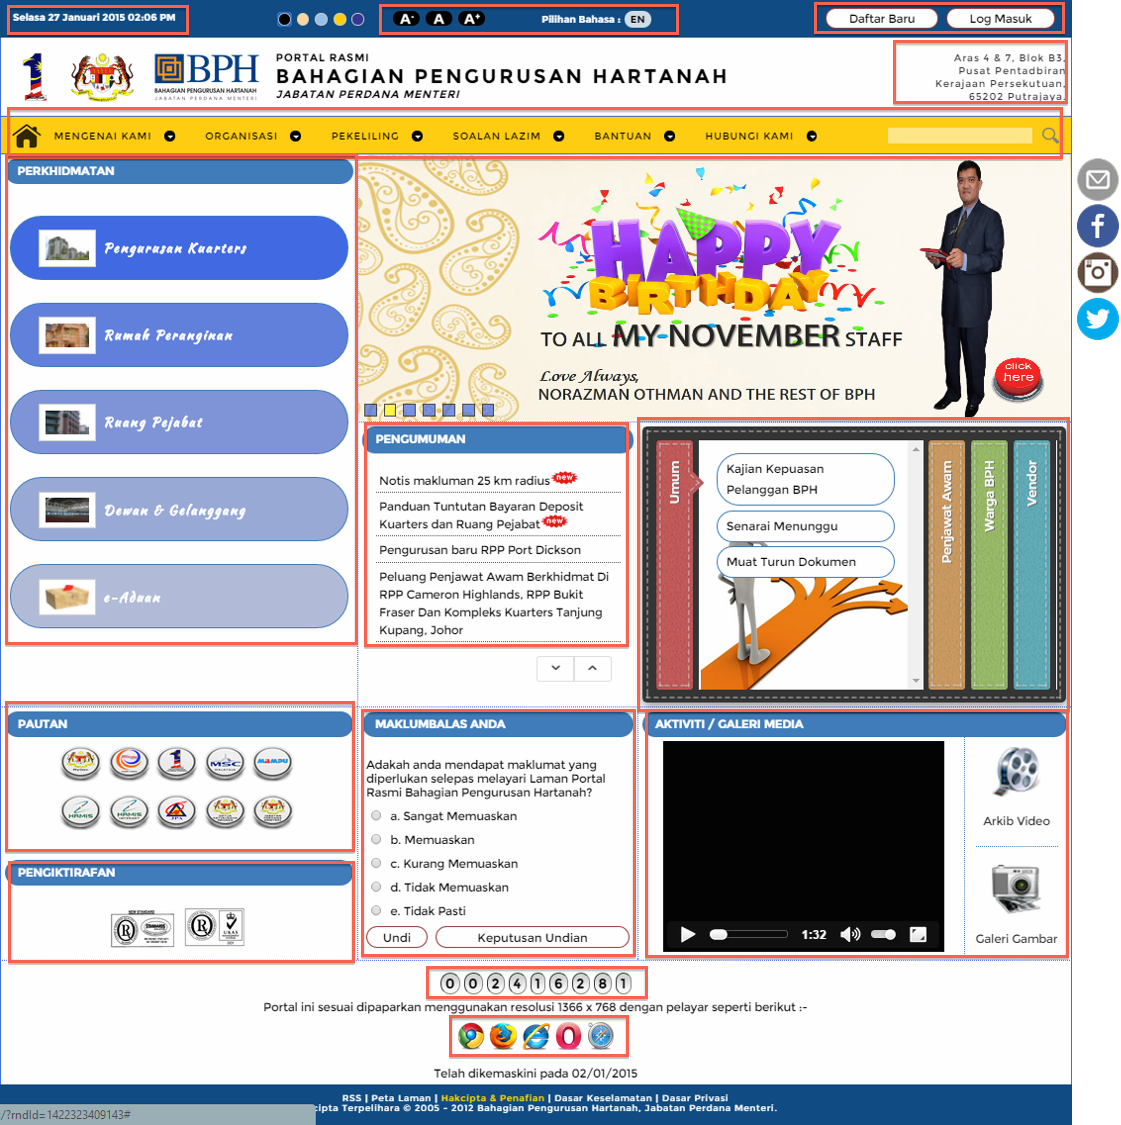 Selasa 27 Januari 2015 02:06 PM
A- A A+
Pilihan Bahasa : EN
Daftar Baru
Log Masuk
1
BPH
BAHAGIAN PENGURUSAN HARTANAH
JABATAN PERDANA MENTERI
PORTAL RASMI
BAHAGIAN PENGURUSAN HARTANAH
JABATAN PERDANA MENTERI
Aras 4 & 7, Blok B3,
Pusat Pentadbiran
Kerajaan Persekutuan,
65202 Putrajaya.
MENGENAI KAMI
ORGANISASI
PEKELILING
SOALAN LAZIM
BANTUAN
HUBUNGI KAMI
PERKHIDMATAN
Pengurusan Kuarters
Rumah Peranginan
Ruang Pejabat
Dewan & Gelanggang
e-Aduan
HAPPY
BIRTHDAY
TO ALL MY NOVEMBER STAFF
Love Always,
NORAZMAN OTHMAN AND THE REST OF BPH
click
here
PENGUMUMAN
Notis makluman 25 km radius new
Panduan Tuntutan Bayaran Deposit
Kuarters dan Ruang Pejabat new
Pengurusan baru RPP Port Dickson
Peluang Penjawat Awam Berkhidmat Di
RPP Cameron Highlands, RPP Bukit
Fraser Dan Kompleks Kuarters Tanjung
Kupang, Johor
Umum
Kajian Kepuasan
Pelanggan BPH
Senarai Menunggu
Muat Turun Dokumen
Penjawat Awam
Warga BPH
Vendor
PAUTAN
1
MSC
MAMPU
HRMIS
HRMIS
JPA
PENGIKTIRAFAN
UKAS
MAKLUMBALAS ANDA
Adakah anda mendapat maklumat yang
diperlukan selepas melayari Laman Portal
Rasmi Bahagian Pengurusan Hartanah?
a. Sangat Memuaskan
b. Memuaskan
c. Kurang Memuaskan
d. Tidak Memuaskan
e. Tidak Pasti
Undi
Keputusan Undian
AKTIVITI / GALERI MEDIA
1:32
Arkib Video
Galeri Gambar
002416281
Portal ini sesuai dipaparkan menggunakan resolusi 1366 x 768 dengan pelayar seperti berikut :-
Telah dikemaskini pada 02/01/2015
RSS | Peta Laman | Hakcipta & Penafian | Dasar Keselamatan | Dasar Privasi
cipta Terpelihara © 2005 - 2012 Bahagian Pengurusan Hartanah, Jabatan Perdana Menteri.
/?rndId=1422323409143#